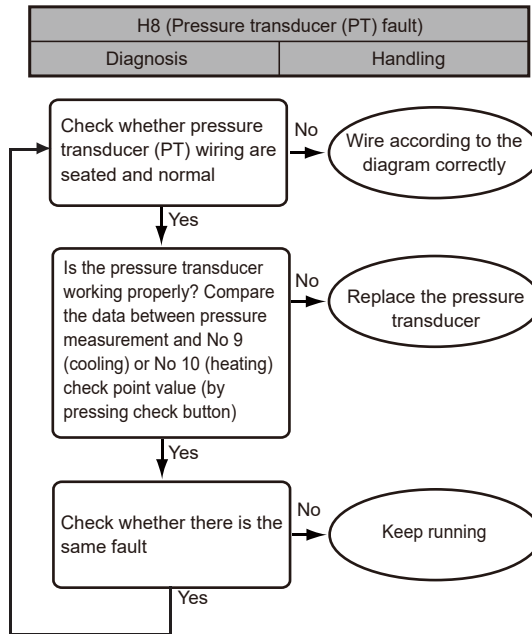 H8 (Pressure transducer (PT) fault)
Diagnosis
Handling
Check whether pressure
transducer (PT) wiring are
seated and normal
No
Wire according to the
diagram correctly
Yes
Is the pressure transducer
working properly? Compare
the data between pressure
measurement and No 9
(cooling) or No 10 (heating)
check point value (by
pressing check button)
No
Replace the pressure
transducer
Yes
Check whether there is the
same fault
No
Keep running
Yes